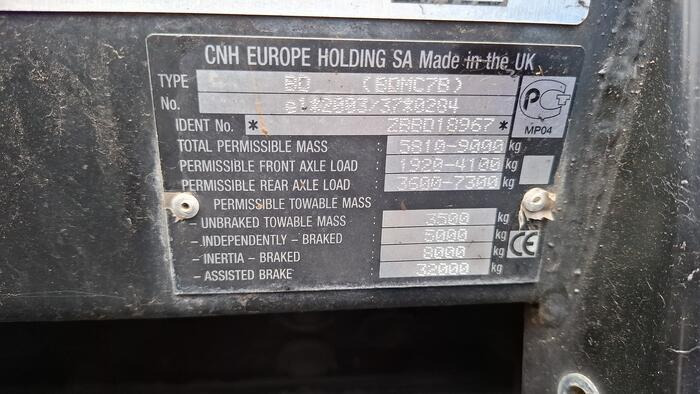 CNH EUROPE HOLDING SA Made in the UK
TYPE BD (BDMC7B)
No. e1*2003/37*0284
IDENT No. * ZBBD18967 *
MP04
TOTAL PERMISSIBLE MASS : 5810-9000 kg
PERMISSIBLE FRONT AXLE LOAD : 1920-4100 kg
PERMISSIBLE REAR AXLE LOAD : 3600-7300 kg
PERMISSIBLE TOWABLE MASS
- UNBRAKED TOWABLE MASS : 3500 kg
- INDEPENDENTLY - BRAKED : 5000 kg
- INERTIA - BRAKED : 8000 kg
- ASSISTED BRAKE : 32000 kg
CE